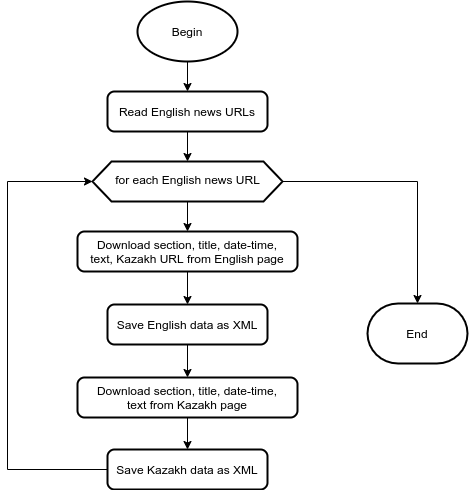 Begin
Read English news URLs
for each English news URL
Download section, title, date-time,
text, Kazakh URL from English page
Save English data as XML
End
Download section, title, date-time,
text from Kazakh page
Save Kazakh data as XML